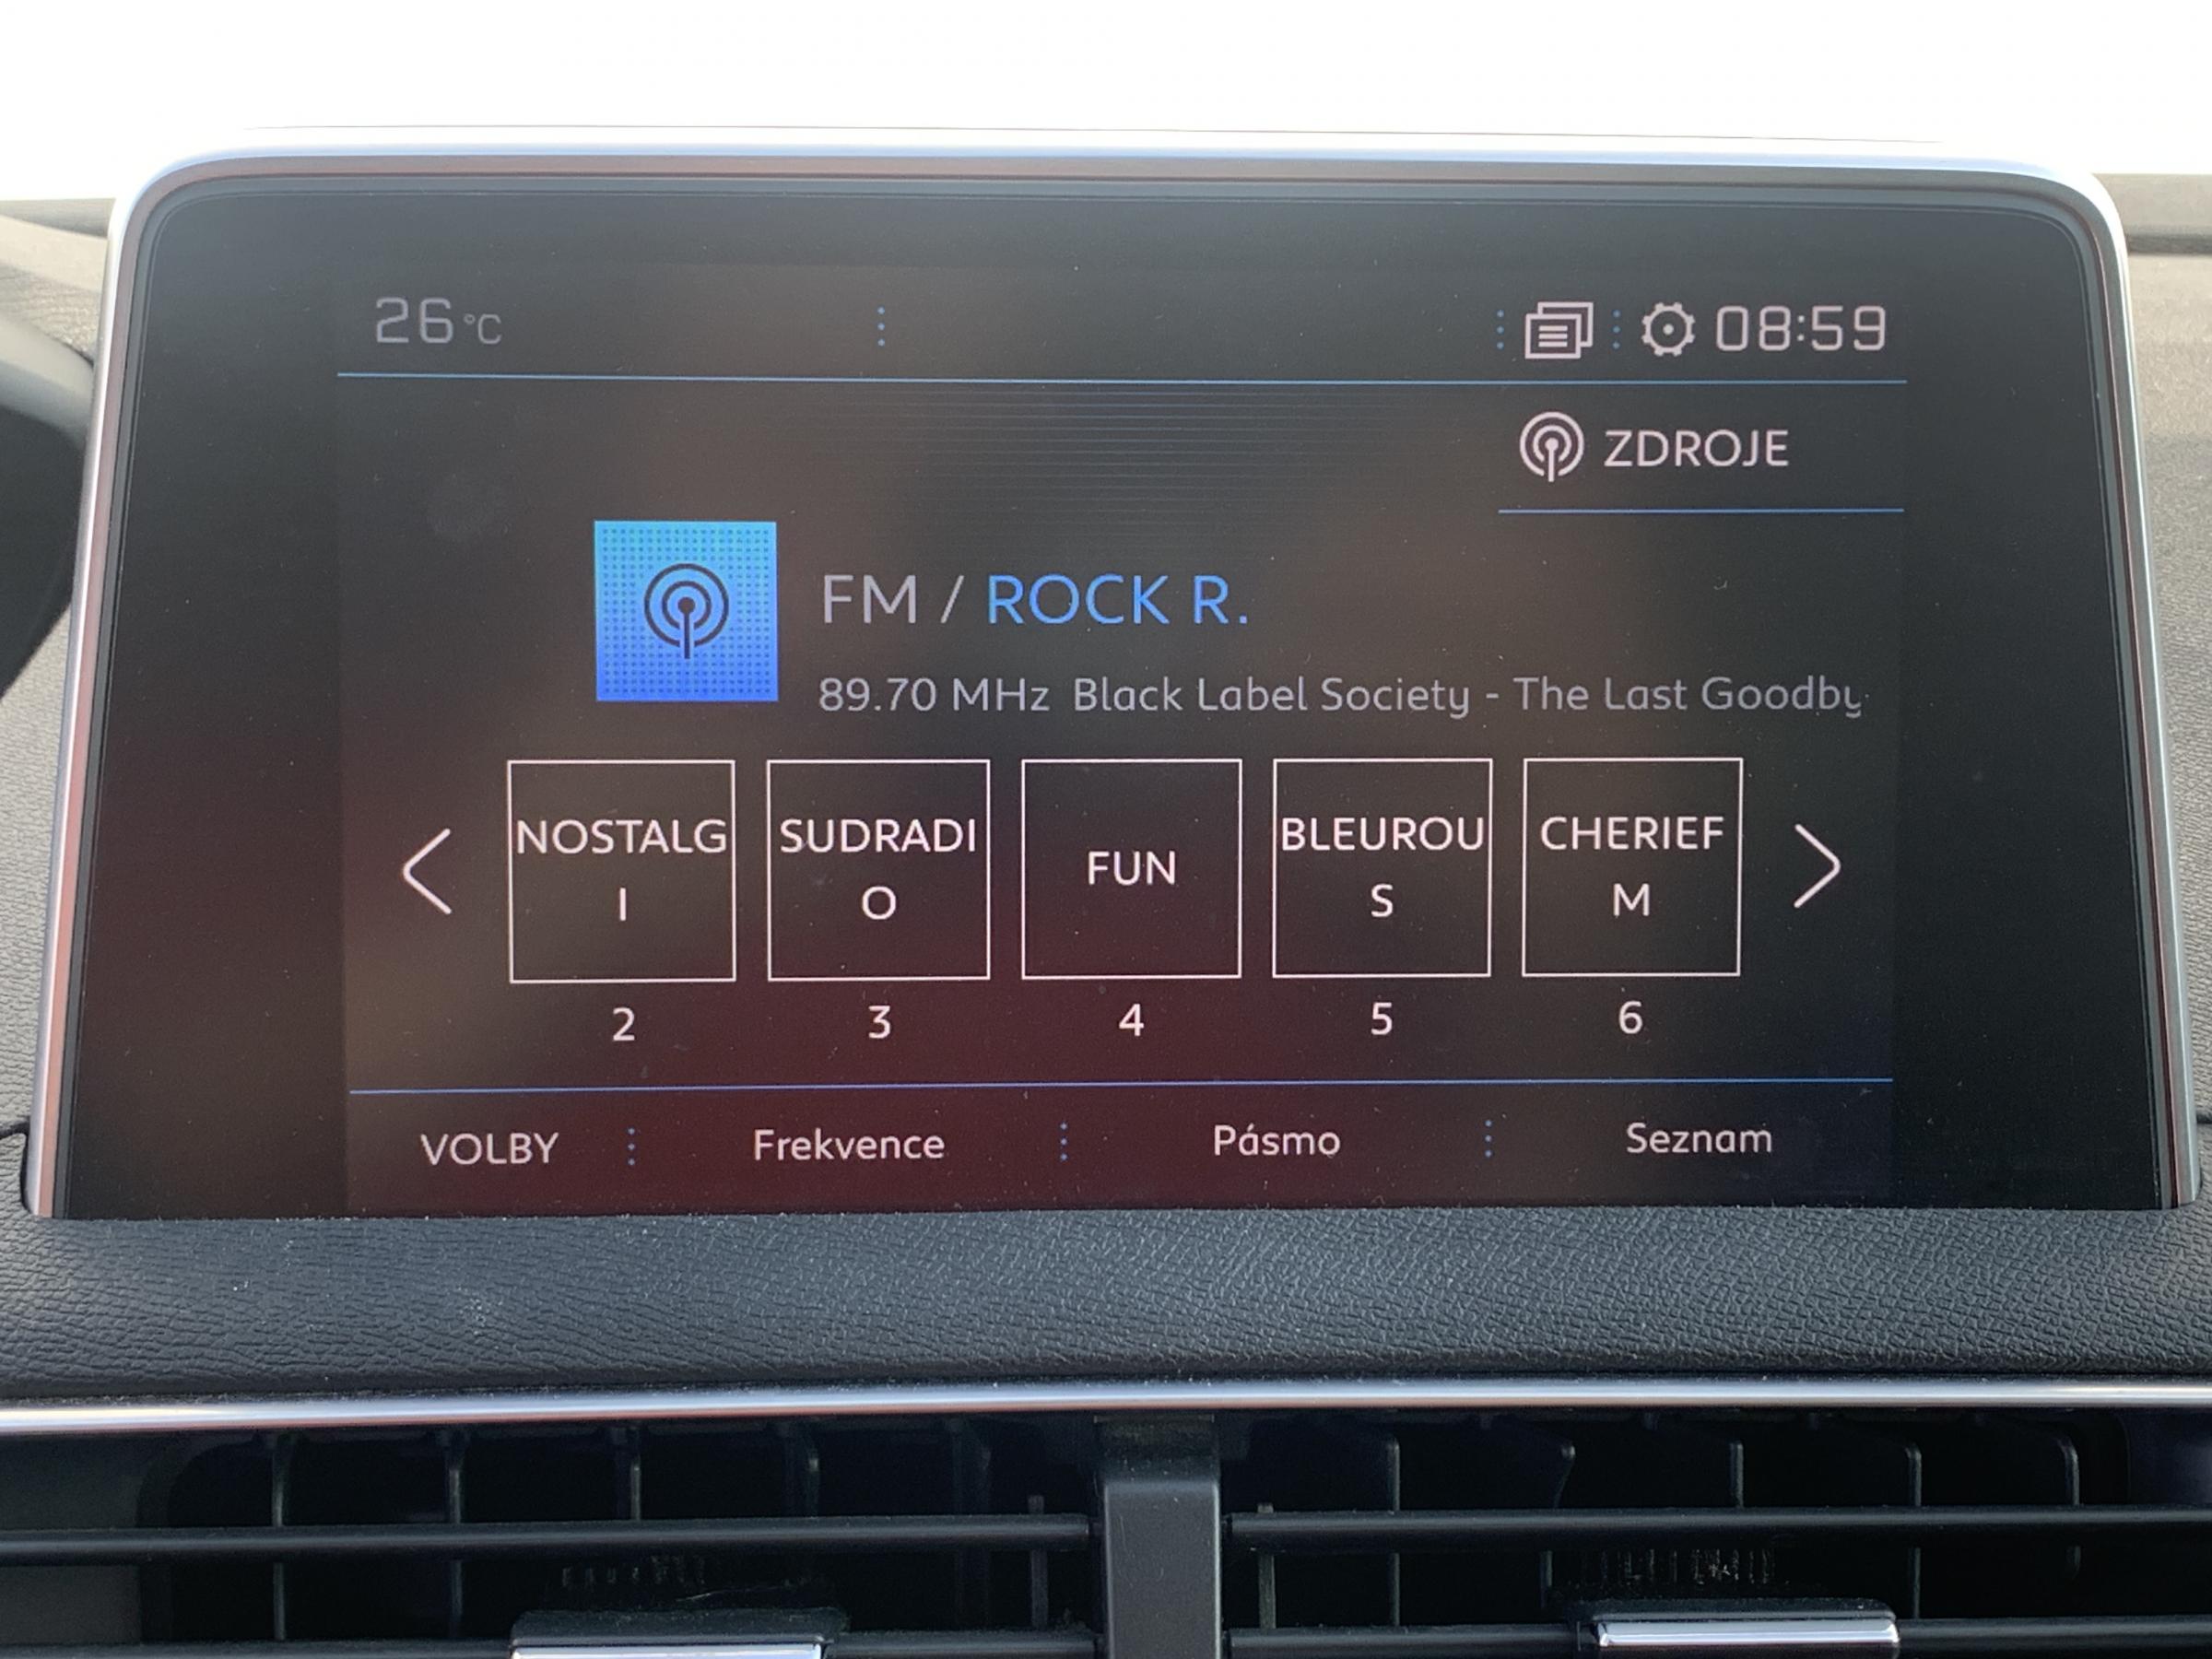 26°C
08:59
ZDROJE
FM / ROCK R.
89.70 MHz Black Label Society - The Last Goodby
NOSTALG
I
SUDRADI
O
FUN
BLEUROU
S
CHERIEF
M
2 3 4 5 6
VOLBY Frekvence Pásmo Seznam